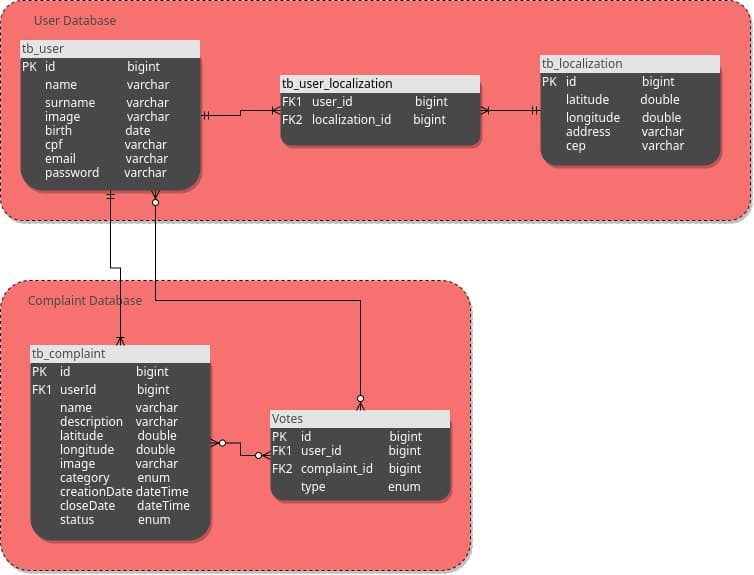 User Database
tb_user
PK id bigint
name varchar
surname varchar
image varchar
birth date
cpf varchar
email varchar
password varchar
tb_user_localization
FK1 user_id bigint
FK2 localization_id bigint
tb_localization
PK id bigint
latitude double
longitude double
address varchar
cep varchar
Complaint Database
tb_complaint
PK id bigint
FK1 userId bigint
name varchar
description varchar
latitude double
longitude double
image varchar
category enum
creationDate dateTime
closeDate dateTime
status enum
Votes
PK id bigint
FK1 user_id bigint
FK2 complaint_id bigint
type enum